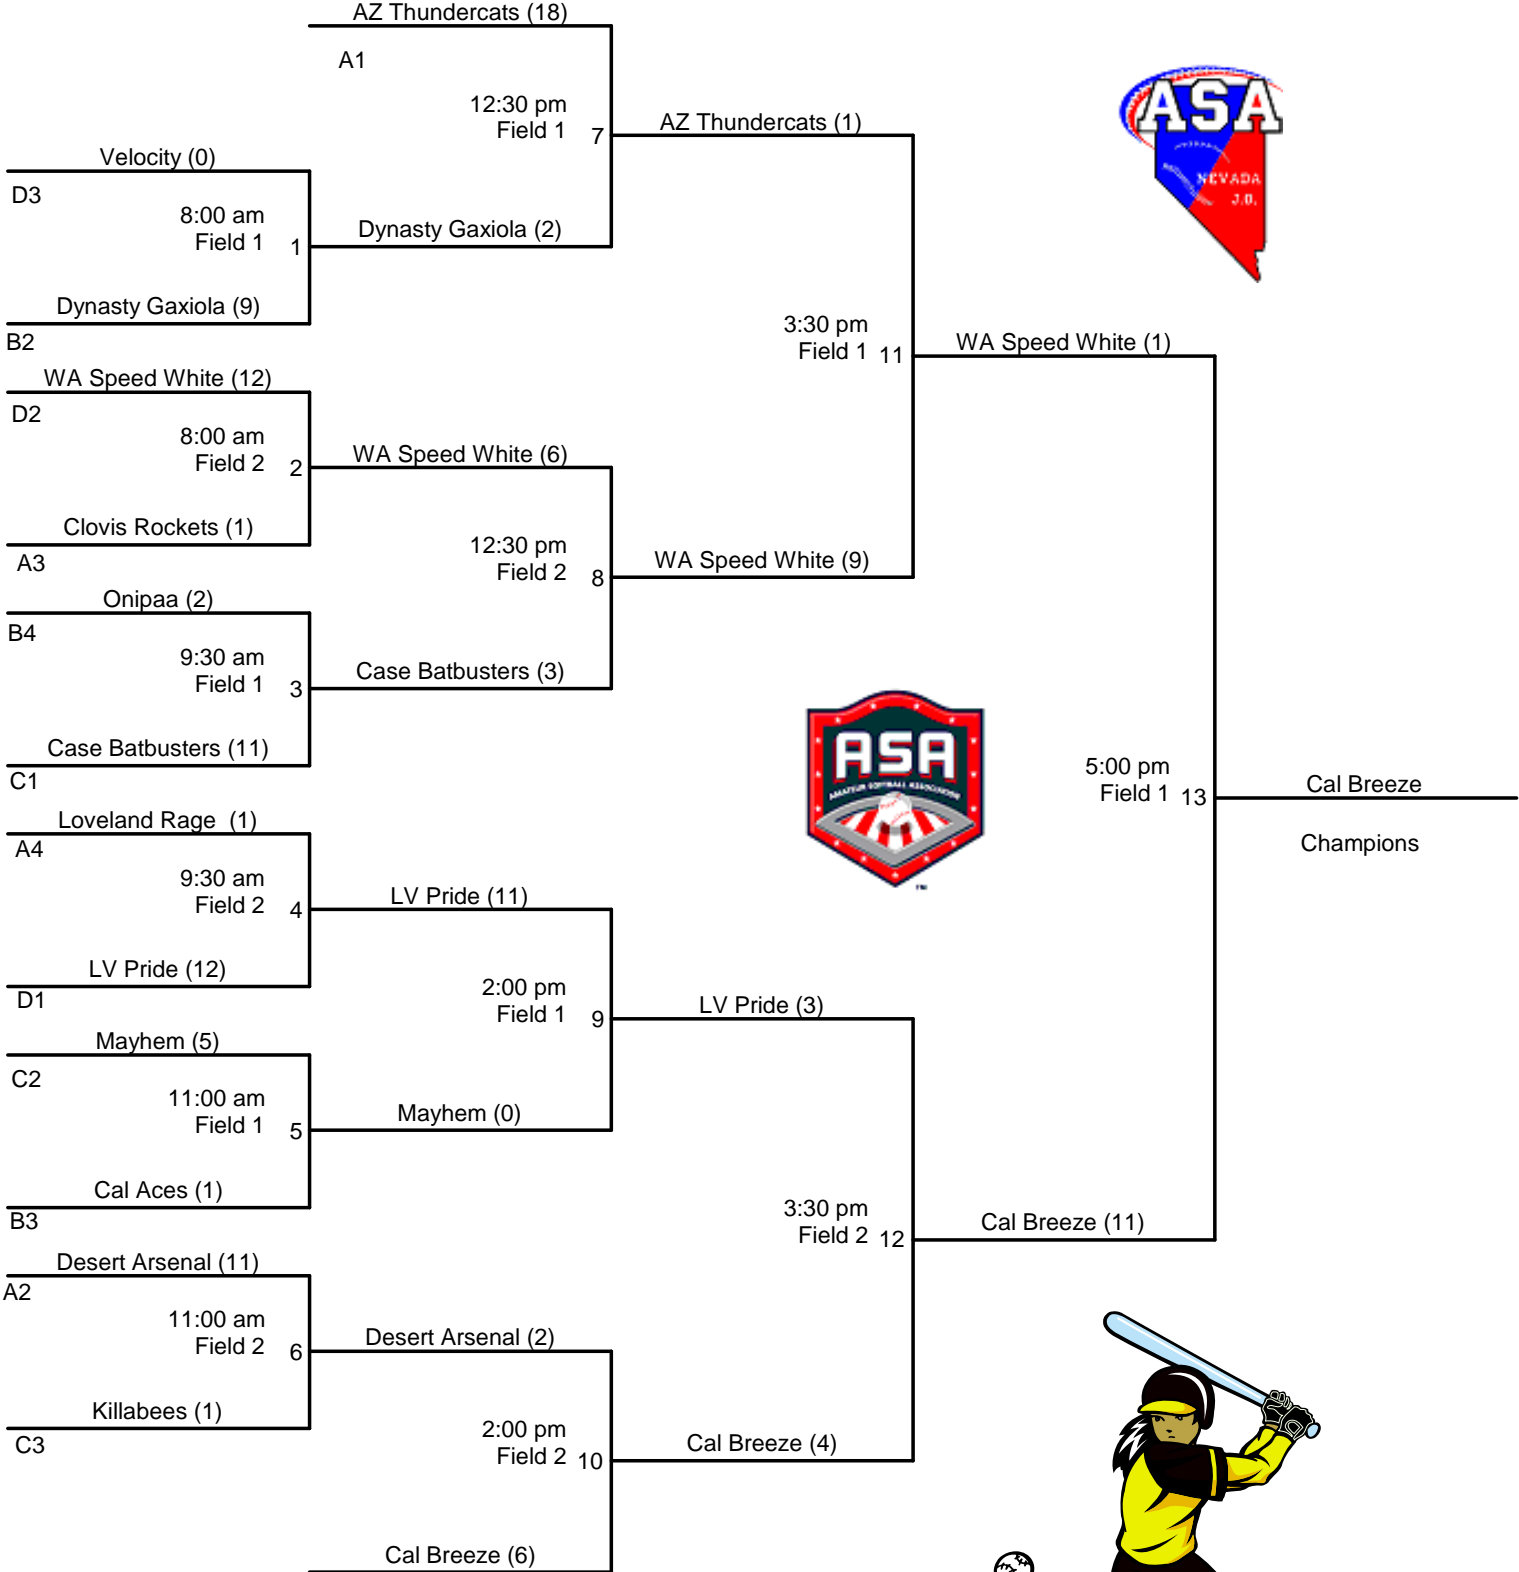 AZ Thundercats (18)
A1
12:30 pm
Field 1 7
AZ Thundercats (1)
ASA
NEVADA
J.O.
Velocity (0)
D3
8:00 am
Field 1 1
Dynasty Gaxiola (2)
Dynasty Gaxiola (9)
B2
3:30 pm
Field 1 11
WA Speed White (1)
WA Speed White (12)
D2
8:00 am
Field 2 2
WA Speed White (6)
Clovis Rockets (1)
A3
12:30 pm
Field 2 8
WA Speed White (9)
Onipaa (2)
B4
9:30 am
Field 1 3
Case Batbusters (3)
Case Batbusters (11)
C1
ASA
AMATEUR SOFTBALL ASSOCIATION
TM
5:00 pm
Field 1 13
Cal Breeze
Champions
Loveland Rage (1)
A4
9:30 am
Field 2 4
LV Pride (11)
LV Pride (12)
D1
2:00 pm
Field 1 9
LV Pride (3)
Mayhem (5)
C2
11:00 am
Field 1 5
Mayhem (0)
Cal Aces (1)
B3
3:30 pm
Field 2 12
Cal Breeze (11)
Desert Arsenal (11)
A2
11:00 am
Field 2 6
Desert Arsenal (2)
Killabees (1)
C3
2:00 pm
Field 2 10
Cal Breeze (4)
Cal Breeze (6)